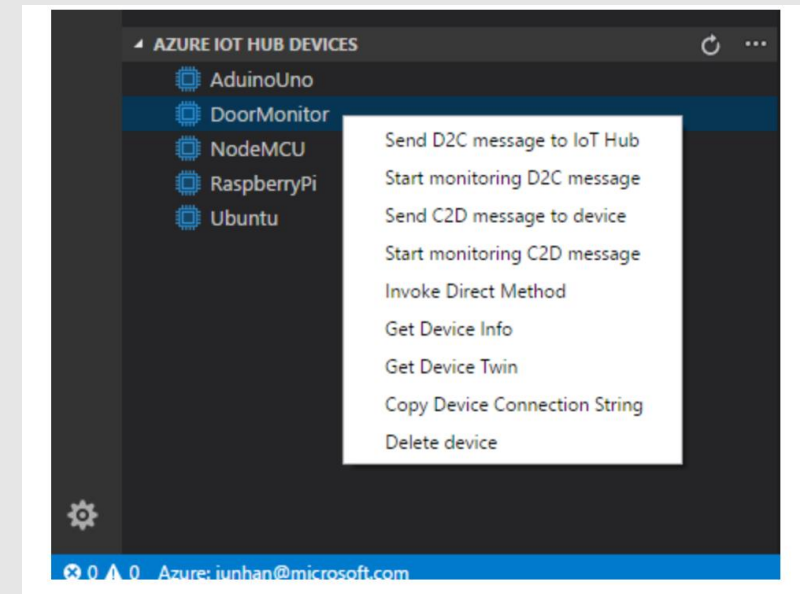 AZURE IOT HUB DEVICES
AduinoUno
DoorMonitor
NodeMCU
RaspberryPi
Ubuntu
Send D2C message to IoT Hub
Start monitoring D2C message
Send C2D message to device
Start monitoring C2D message
Invoke Direct Method
Get Device Info
Get Device Twin
Copy Device Connection String
Delete device
0 0 Azure: junhan@microsoft.com